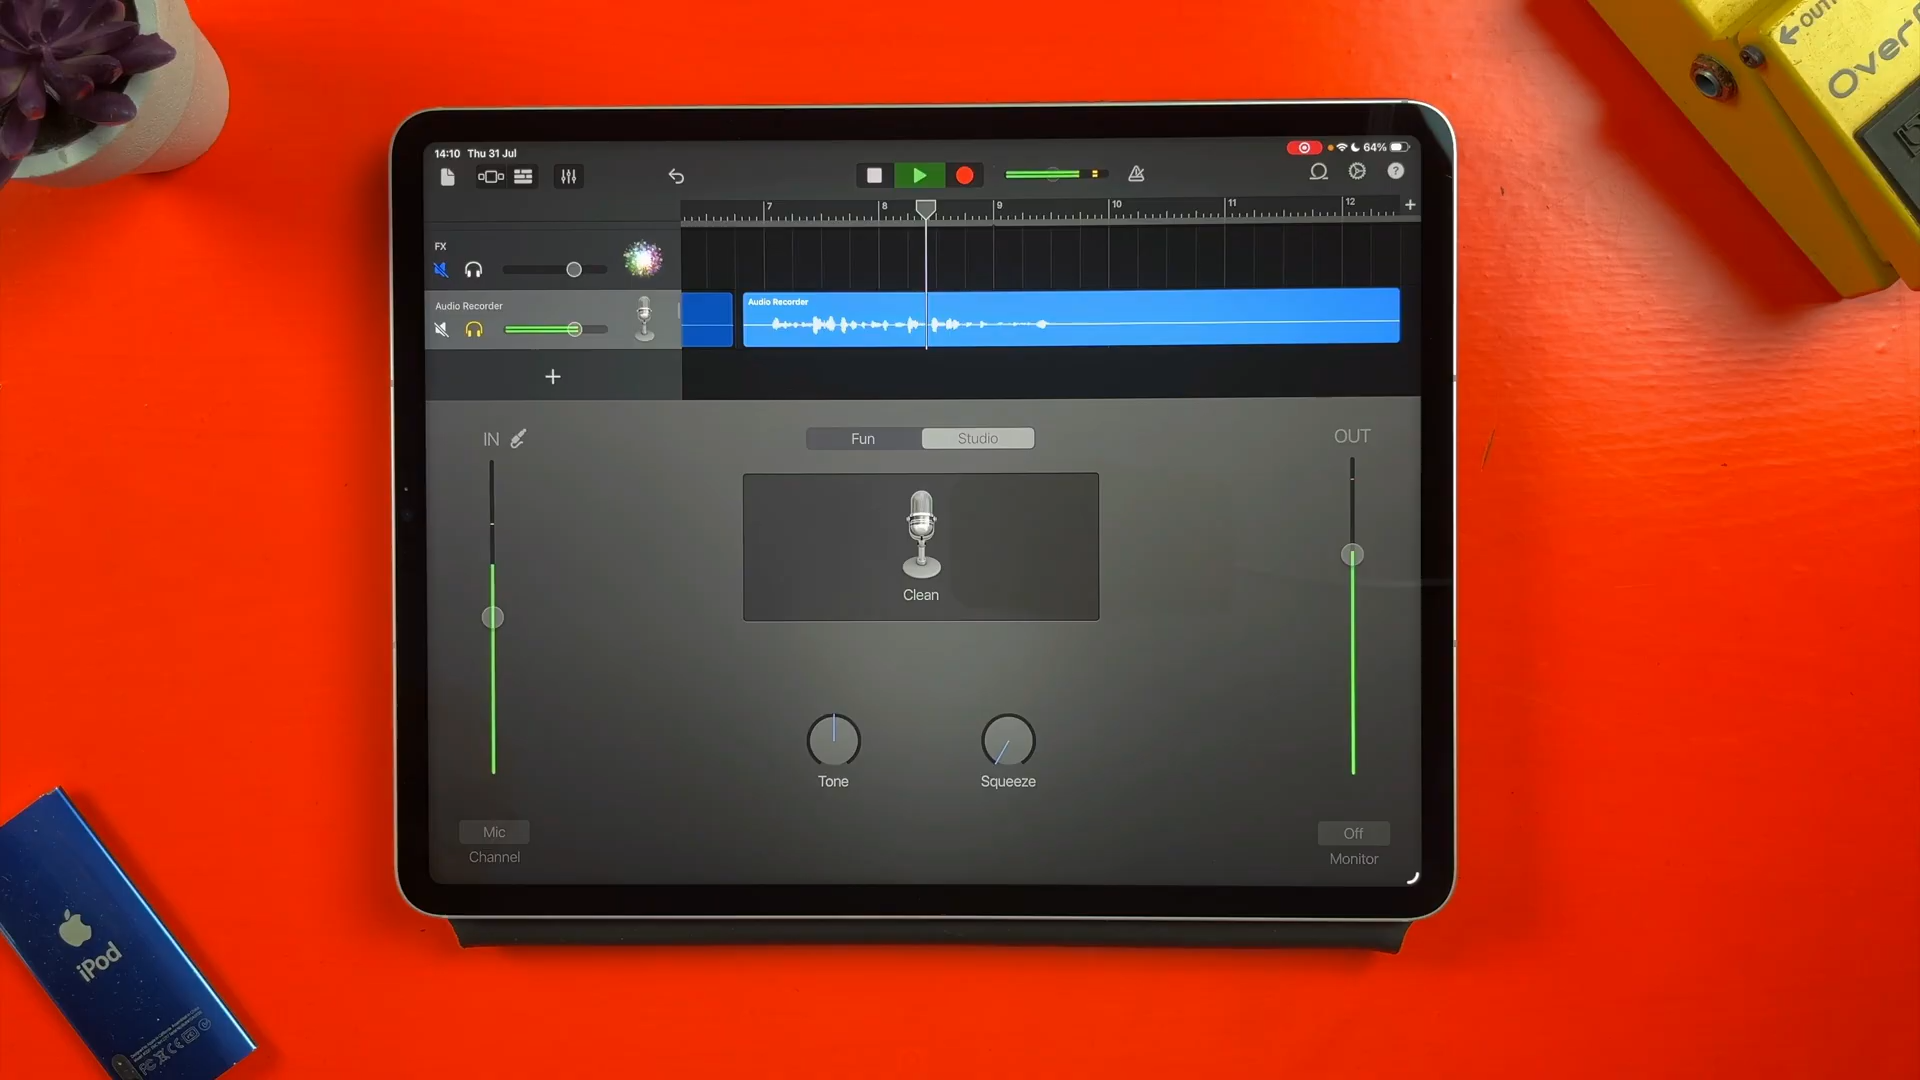 14:10 Thu 31 Jul
64%
?
7 8 9 10 11 12
FX
Audio Recorder
Audio Recorder
IN
Fun
Studio
OUT
Clean
Tone
Squeeze
Mic
Channel
Off
Monitor
iPod
OUT